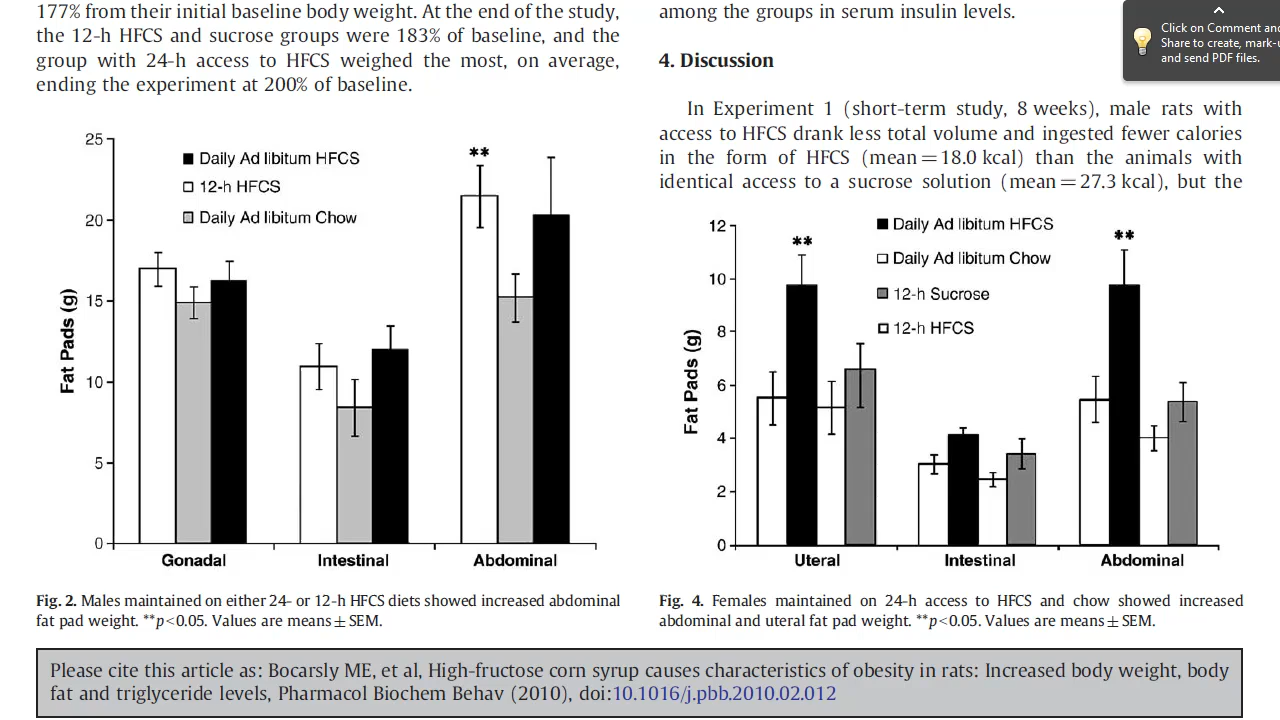 177% from their initial baseline body weight. At the end of the study,
the 12-h HFCS and sucrose groups were 183% of baseline, and the
group with 24-h access to HFCS weighed the most, on average,
ending the experiment at 200% of baseline.
25
20
15
10
5
0
Fat Pads (g)
Daily Ad libitum HFCS
12-h HFCS
Daily Ad libitum Chow
**
Gonadal Intestinal Abdominal
Fig. 2. Males maintained on either 24- or 12-h HFCS diets showed increased abdominal
fat pad weight. **p<0.05. Values are means ± SEM.
among the groups in serum insulin levels.
4. Discussion
In Experiment 1 (short-term study, 8 weeks), male rats with
access to HFCS drank less total volume and ingested fewer calories
in the form of HFCS (mean = 18.0 kcal) than the animals with
identical access to a sucrose solution (mean = 27.3 kcal), but the
12
10
8
6
4
2
0
Fat Pads (g)
Daily Ad libitum HFCS
Daily Ad libitum Chow
12-h Sucrose
12-h HFCS
**
**
Uteral Intestinal Abdominal
Fig. 4. Females maintained on 24-h access to HFCS and chow showed increased
abdominal and uteral fat pad weight. **p<0.05. Values are means ± SEM.
Click on Comment and
Share to create, mark-u
and send PDF files.
Please cite this article as: Bocarsly ME, et al, High-fructose corn syrup causes characteristics of obesity in rats: Increased body weight, body
fat and triglyceride levels, Pharmacol Biochem Behav (2010), doi:10.1016/j.pbb.2010.02.012